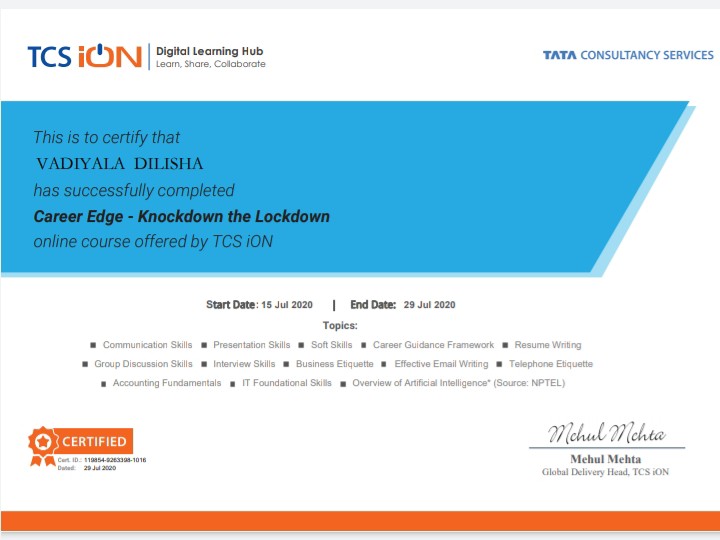 TCS iON
Digital Learning Hub
Learn, Share, Collaborate
TATA CONSULTANCY SERVICES
This is to certify that
VADIYALA DILISHA
has successfully completed
Career Edge - Knockdown the Lockdown
online course offered by TCS iON
Start Date: 15 Jul 2020 | End Date: 29 Jul 2020
Topics:
■ Communication Skills ■ Presentation Skills ■ Soft Skills ■ Career Guidance Framework ■ Resume Writing
■ Group Discussion Skills ■ Interview Skills ■ Business Etiquette ■ Effective Email Writing ■ Telephone Etiquette
■ Accounting Fundamentals ■ IT Foundational Skills ■ Overview of Artificial Intelligence* (Source: NPTEL)
CERTIFIED
Cert. ID.: 119854-9263398-1016
Dated: 29 Jul 2020
Mehul Mehta
Mehul Mehta
Global Delivery Head, TCS iON